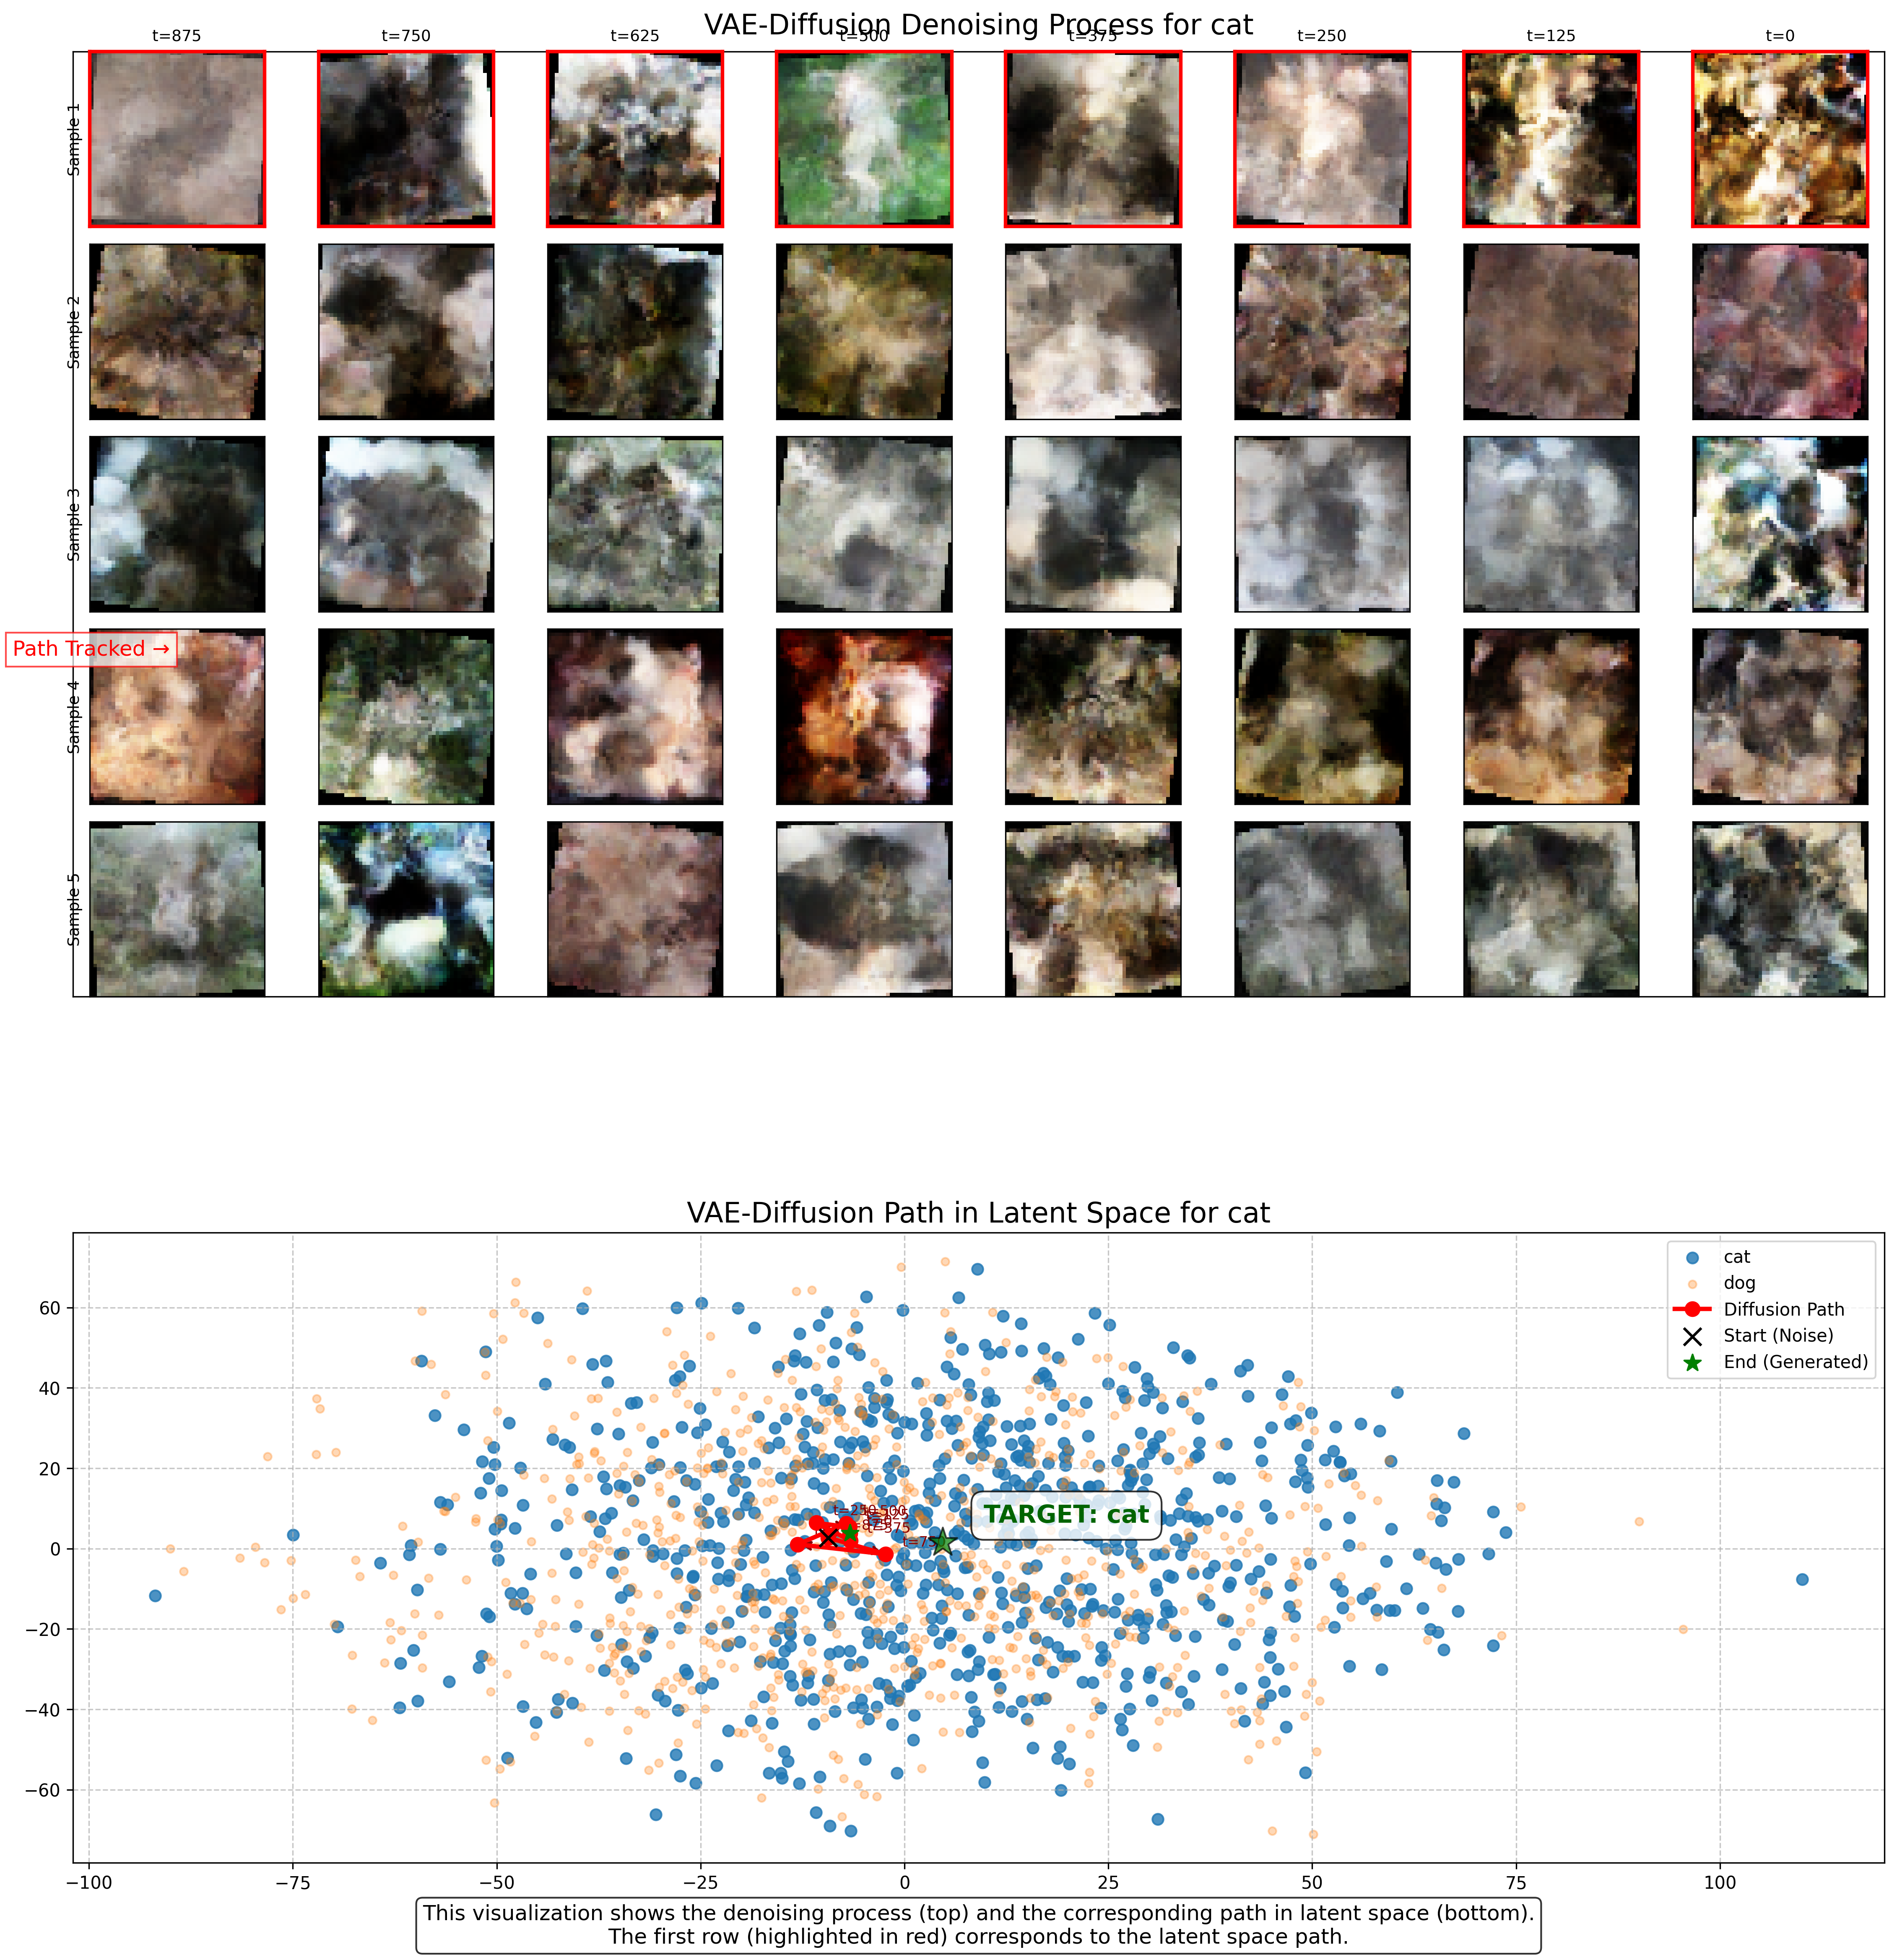 VAE-Diffusion Denoising Process for cat
t=875
t=750
t=625
t=500
t=375
t=250
t=125
t=0
Sample 1
Sample 2
Sample 3
Path Tracked →
Sample 4
Sample 5
VAE-Diffusion Path in Latent Space for cat
cat
dog
Diffusion Path
Start (Noise)
End (Generated)
60
40
20
0
−20
−40
−60
t=250
t=375
TARGET: cat
−100
−75
−50
−25
0
25
50
75
100
This visualization shows the denoising process (top) and the corresponding path in latent space (bottom).
The first row (highlighted in red) corresponds to the latent space path.